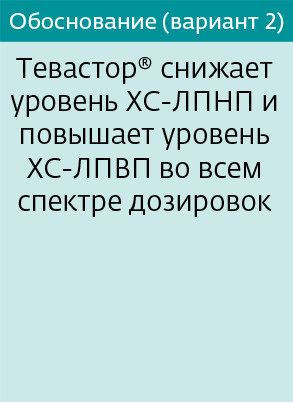 Обоснование (вариант 2)
Тевастор® снижает
уровень ХС-ЛПНП и
повышает уровень
ХС-ЛПВП во всем
спектре дозировок